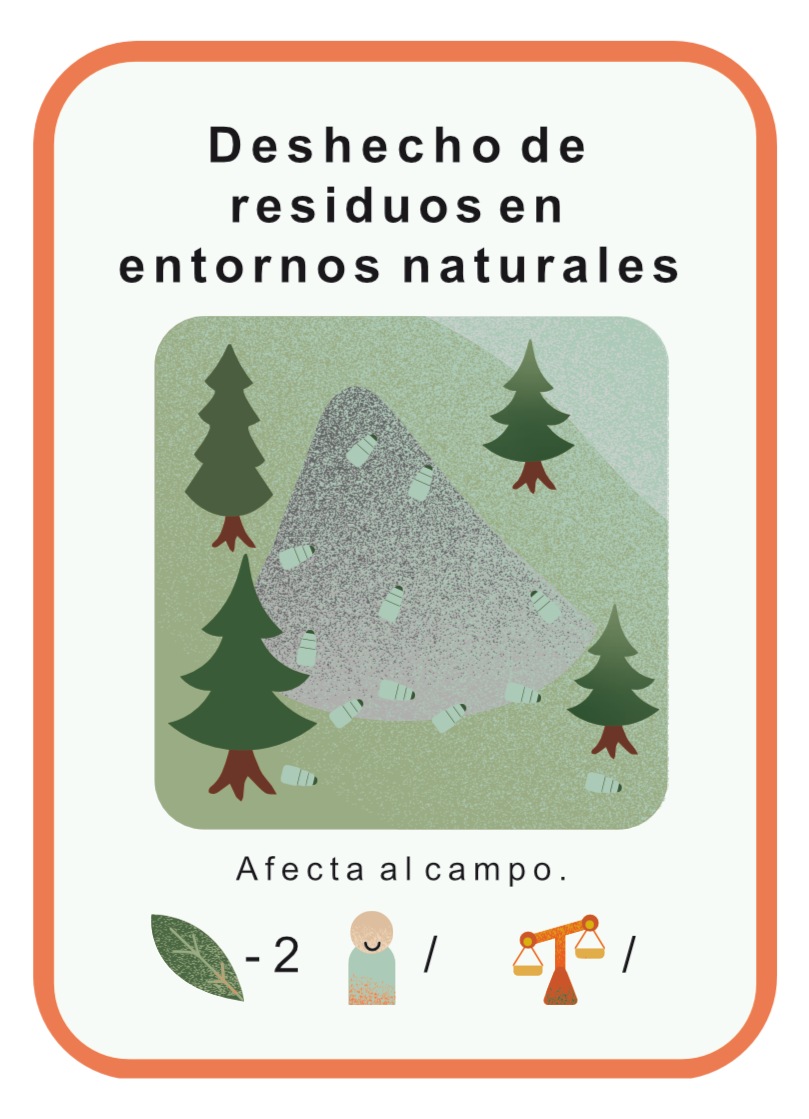 Deshecho de
residuos en
entornos naturales
Afecta al campo.
-2 / /